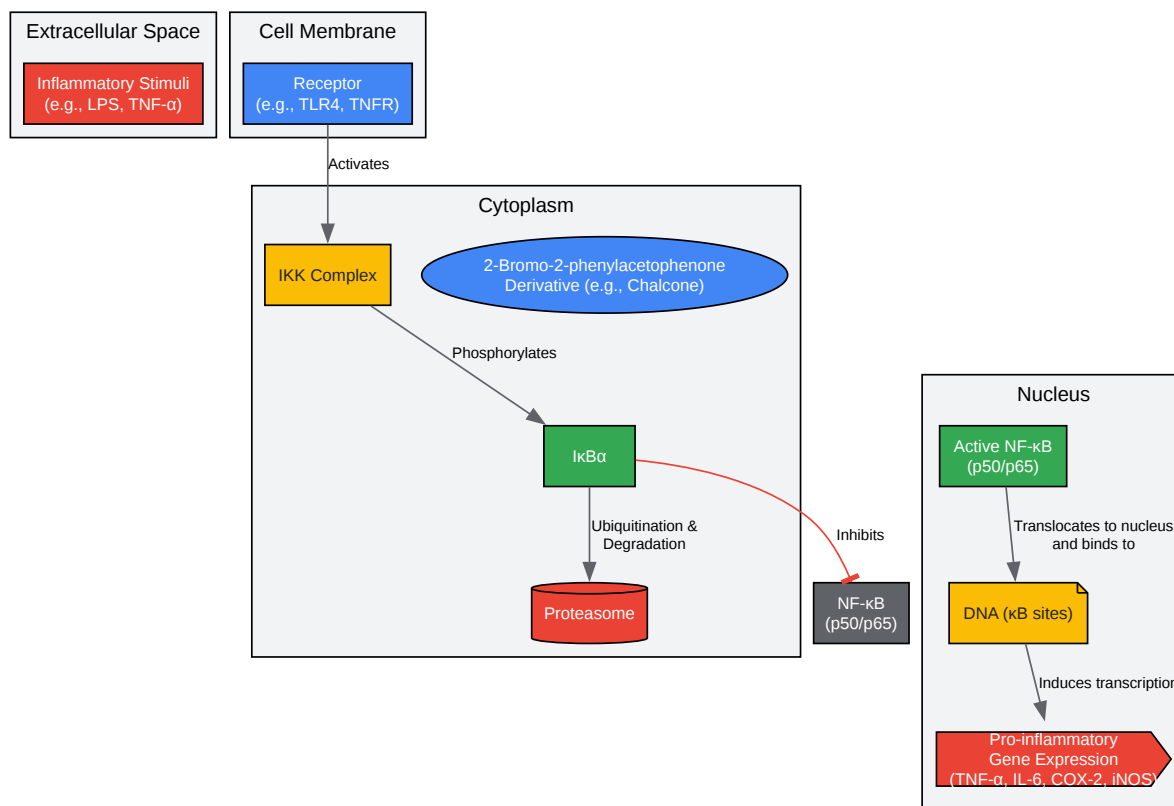 Extracellular Space
Inflammatory Stimuli
(e.g., LPS, TNF-α)
Cell Membrane
Receptor
(e.g., TLR4, TNFR)
Activates
Cytoplasm
IKK Complex
2-Bromo-2-phenylacetophenone
Derivative (e.g., Chalcone)
Phosphorylates
IκBα
Ubiquitination &
Degradation
Proteasome
Inhibits
NF-κB
(p50/p65)
Nucleus
Active NF-κB
(p50/p65)
Translocates to nucleus
and binds to
DNA (κB sites)
Induces transcription
Pro-inflammatory
Gene Expression
(TNF-α, IL-6, COX-2, iNOS)